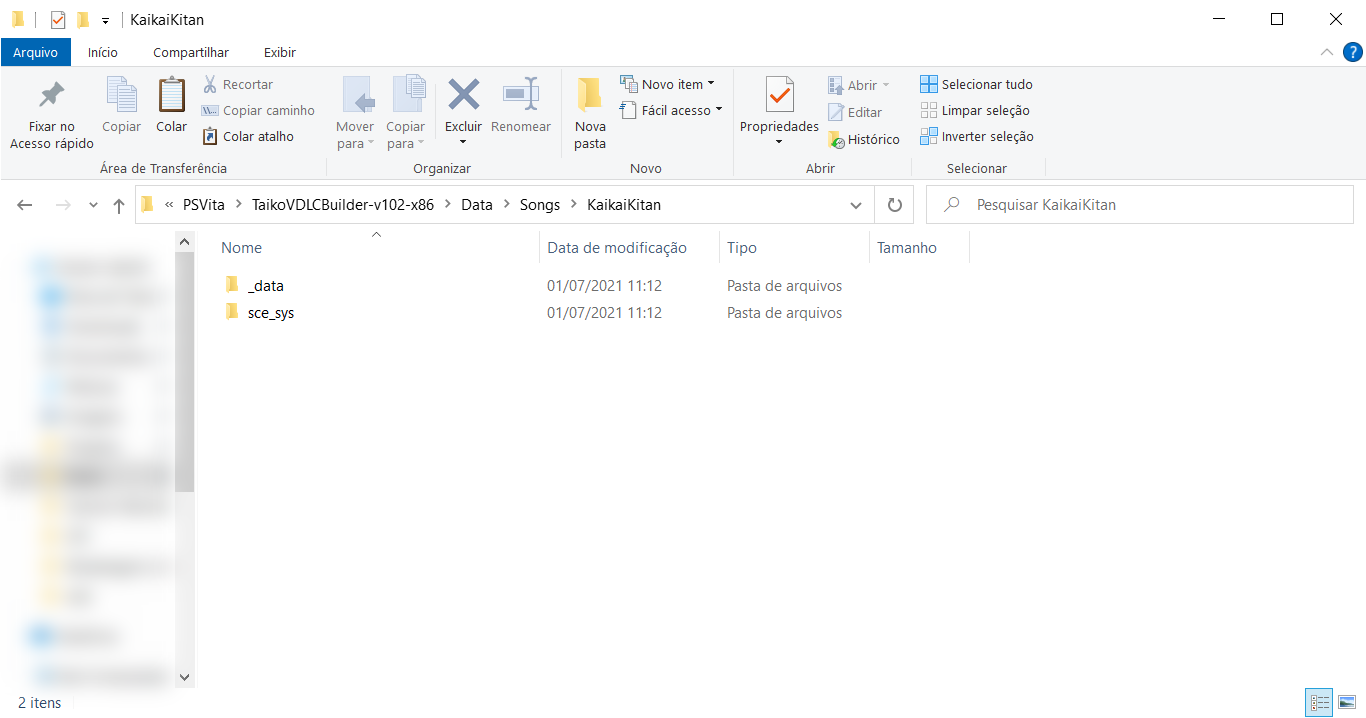 KaikaiKitan
Arquivo Início Compartilhar Exibir
Fixar no Acesso rápido
Copiar
Colar
Recortar
Copiar caminho
Colar atalho
Área de Transferência
Mover para
Copiar para
Excluir
Renomear
Organizar
Nova pasta
Novo item
Fácil acesso
Novo
Propriedades
Abrir
Editar
Histórico
Abrir
Selecionar tudo
Limpar seleção
Inverter seleção
Selecionar
« PSVita > TaikoVDLCBuilder-v102-x86 > Data > Songs > KaikaiKitan
Pesquisar KaikaiKitan
Nome Data de modificação Tipo Tamanho
_data 01/07/2021 11:12 Pasta de arquivos
sce_sys 01/07/2021 11:12 Pasta de arquivos
2 itens